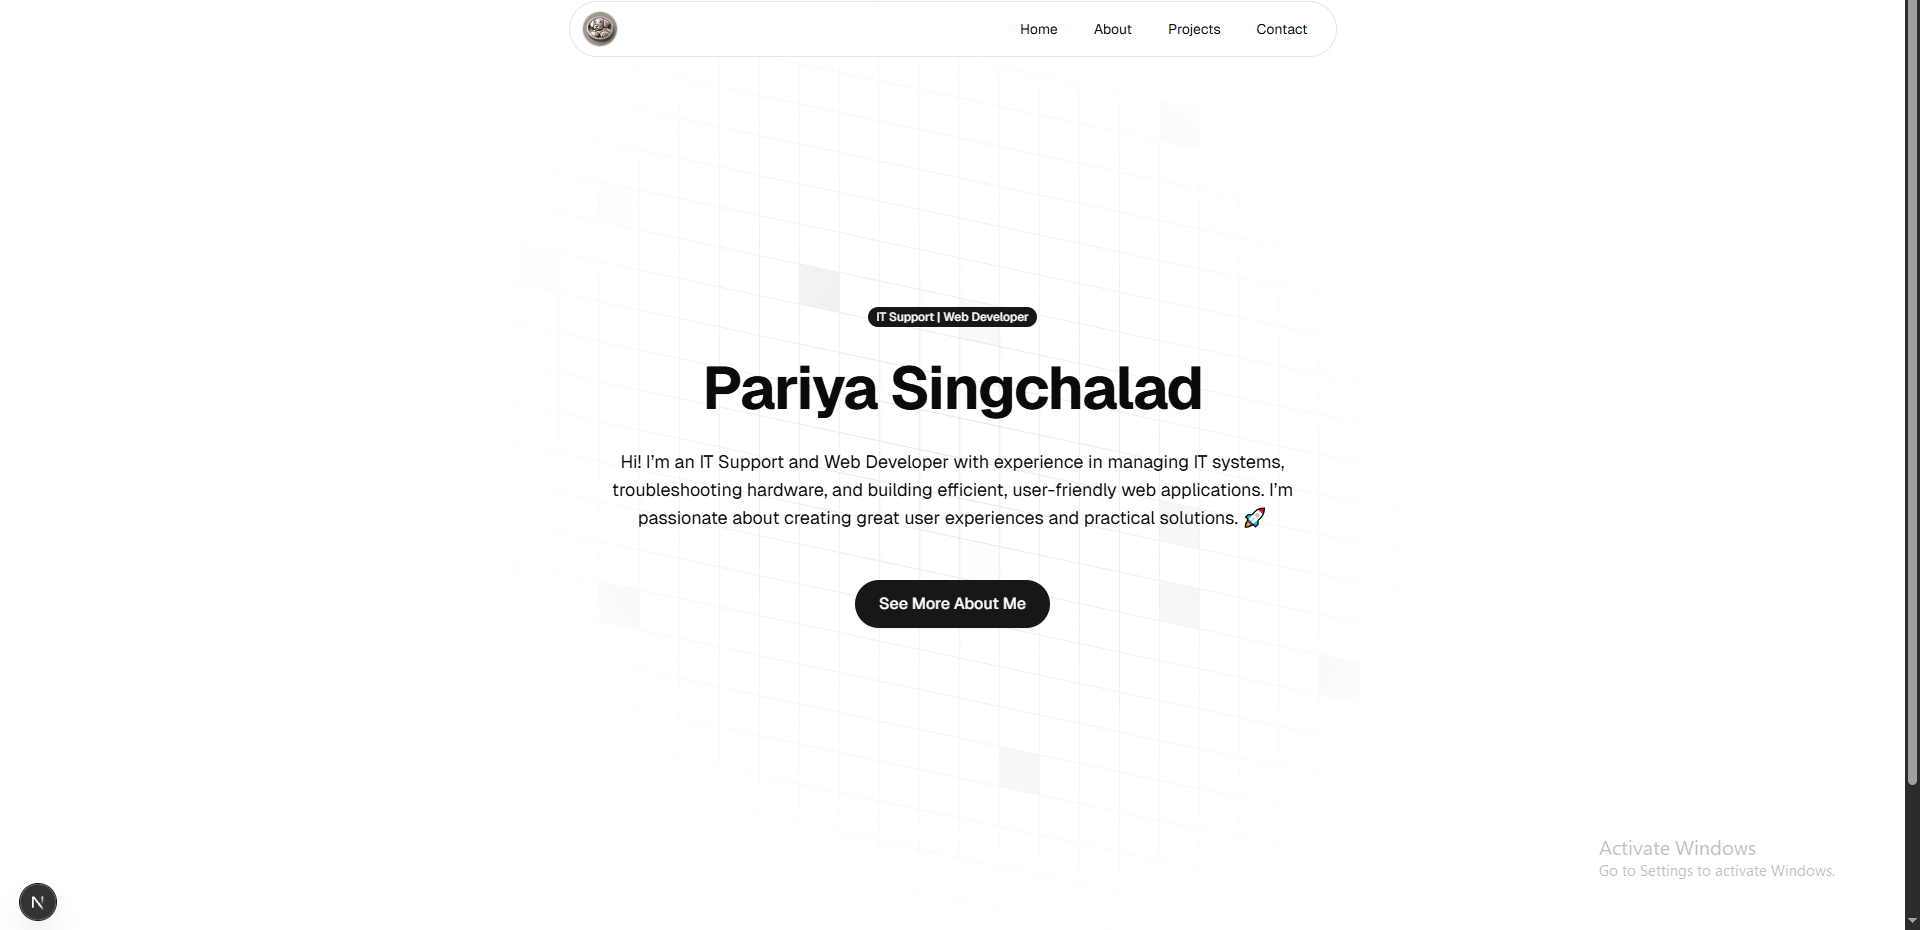 Home About Projects Contact
IT Support | Web Developer
Pariya Singchalad
Hi! I’m an IT Support and Web Developer with experience in managing IT systems,
troubleshooting hardware, and building efficient, user-friendly web applications. I’m
passionate about creating great user experiences and practical solutions. 🚀
See More About Me
Activate Windows
Go to Settings to activate Windows.
N